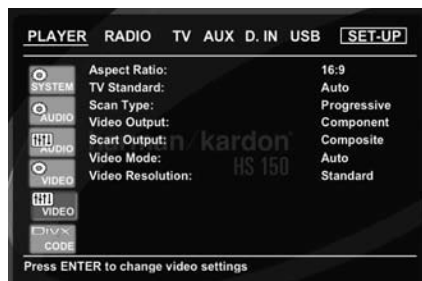 PLAYER RADIO TV AUX D. IN USB SET-UP
SYSTEM
AUDIO
AUDIO
VIDEO
VIDEO
DivX
CODE
Aspect Ratio: 16:9
TV Standard: Auto
Scan Type: Progressive
Video Output: Component
Scart Output: Composite
Video Mode: Auto
Video Resolution: Standard
harman/kardon
HS 150
Press ENTER to change video settings